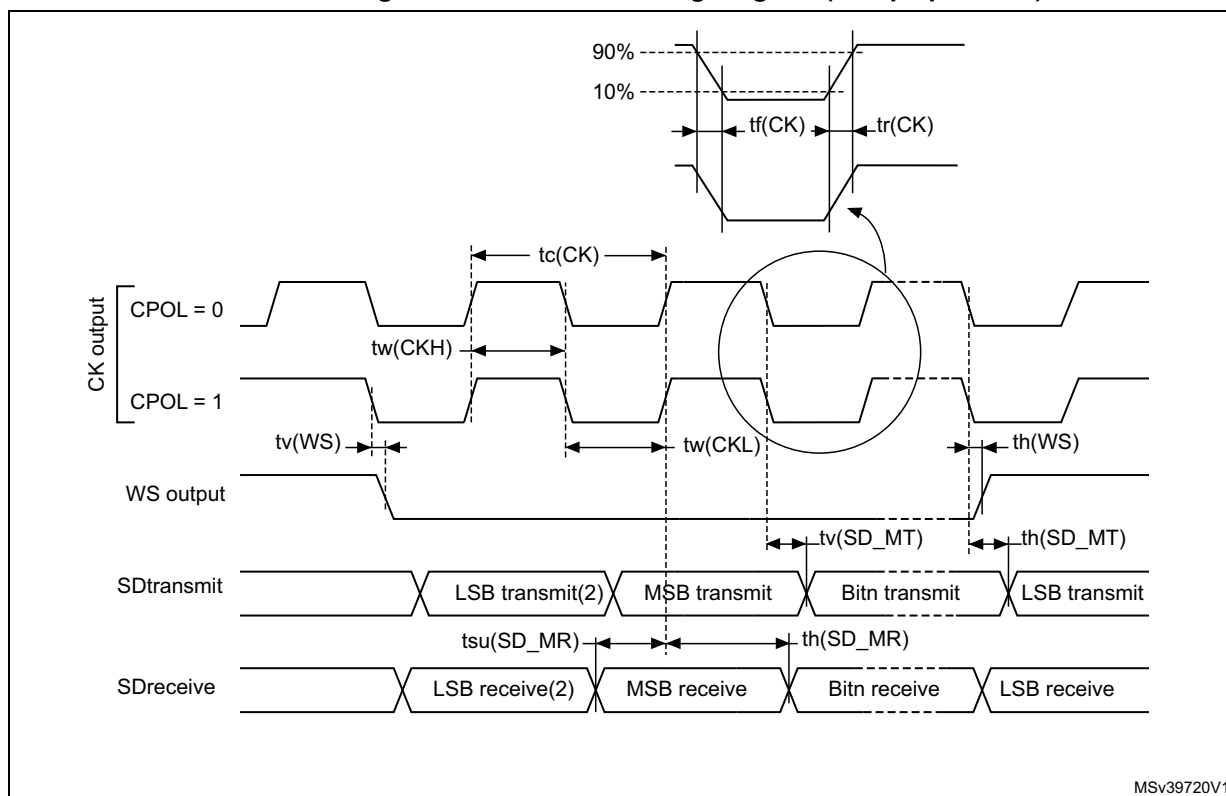 90%
10%
tf(CK)
tr(CK)
tc(CK)
CK output
CPOL = 0
tw(CKH)
CPOL = 1
tv(WS)
tw(CKL)
th(WS)
WS output
tv(SD_MT)
th(SD_MT)
SDtransmit
LSB transmit(2)
MSB transmit
Bitn transmit
LSB transmit
tsu(SD_MR)
th(SD_MR)
SDreceive
LSB receive(2)
MSB receive
Bitn receive
LSB receive
MSv39720V1